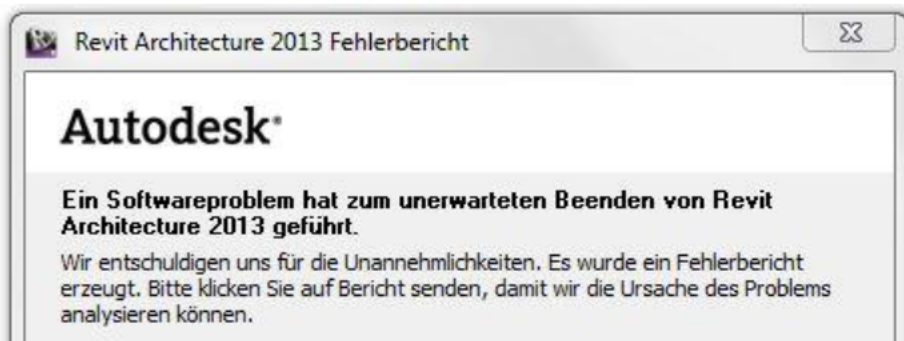 Revit Architecture 2013 Fehlerbericht
Autodesk®
Ein Softwareproblem hat zum unerwarteten Beenden von Revit
Architecture 2013 geführt.
Wir entschuldigen uns für die Unannehmlichkeiten. Es wurde ein Fehlerbericht
erzeugt. Bitte klicken Sie auf Bericht senden, damit wir die Ursache des Problems
analysieren können.